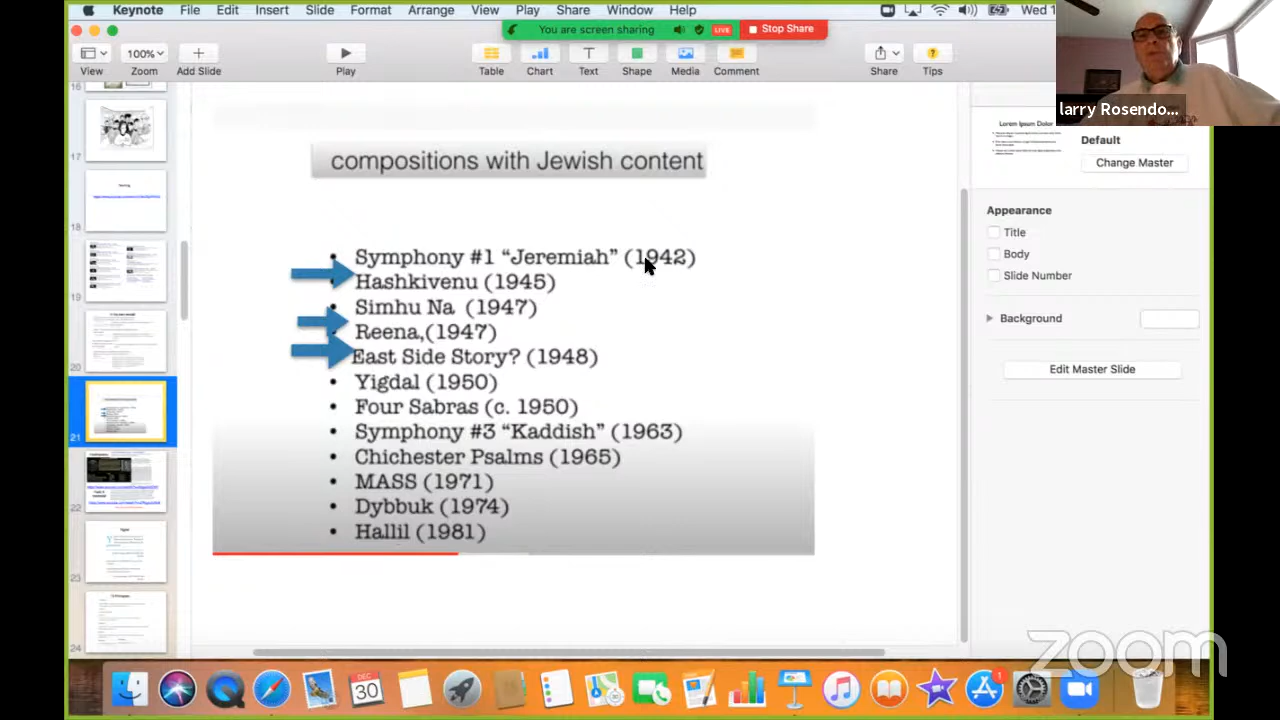 Keynote File Edit Insert Slide Format Arrange View Play Share Window Help Wed 1
You are screen sharing LIVE Stop Share
100%
View Zoom Add Slide Play Table Chart Text Shape Media Comment Share Tips
larry Rosendo...
16
17
18
19
20
21
22
23
24
compositions with Jewish content
• Symphony #1 “Jeremiah” (1942)
Hashkivenu (1945)
• Simhu Na (1947)
Reena,(1947)
East Side Story? (1948)
• Yigdal (1950)
• Four Sabras (c. 1950)
• Symphony #3 “Kaddish” (1963)
• Chichester Psalms (1965)
• MASS (1971)
• Dybbuk (1974)
• Hallil (1981)
Lorem Ipsum Dolor
Default
Change Master
Appearance
Title
Body
Slide Number
Background
Edit Master Slide
zoom
DEC
30
1